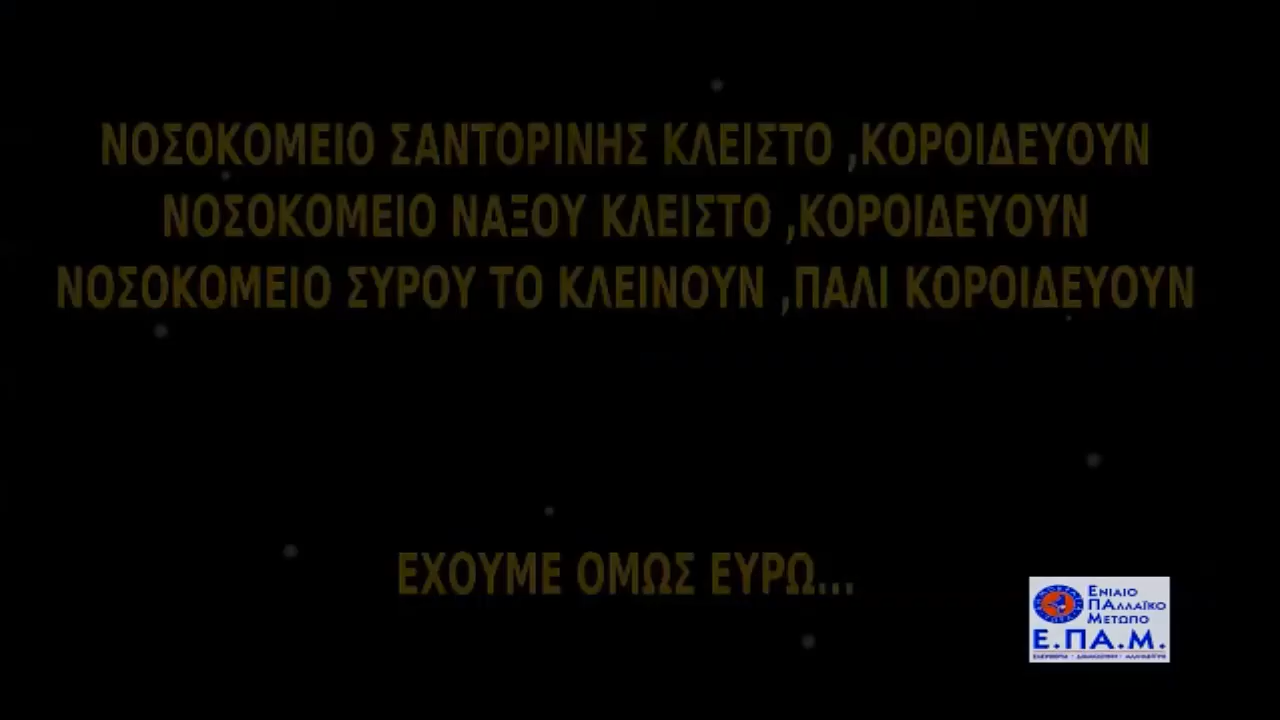 ΝΟΣΟΚΟΜΕΙΟ ΣΑΝΤΟΡΙΝΗΣ ΚΛΕΙΣΤΟ ,ΚΟΡΟΙΔΕΥΟΥΝ
ΝΟΣΟΚΟΜΕΙΟ ΝΑΞΟΥ ΚΛΕΙΣΤΟ ,ΚΟΡΟΙΔΕΥΟΥΝ
ΝΟΣΟΚΟΜΕΙΟ ΣΥΡΟΥ ΤΟ ΚΛΕΙΝΟΥΝ ,ΠΑΛΙ ΚΟΡΟΙΔΕΥΟΥΝ
ΕΧΟΥΜΕ ΟΜΩΣ ΕΥΡΩ...
ΕΝΙΑΙΟ
ΠΑΛΛΑΪΚΟ
ΜΕΤΩΠΟ
Ε.ΠΑ.Μ.